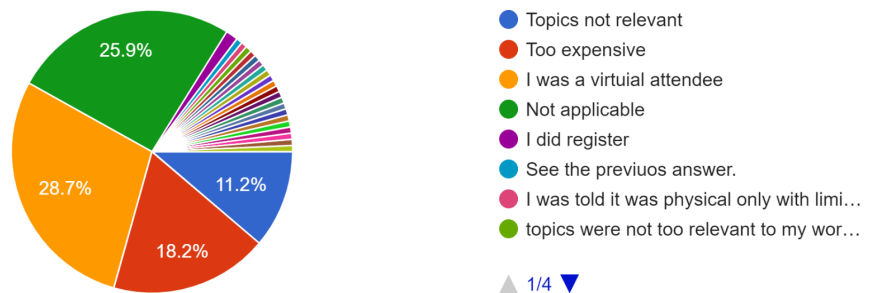 25.9%
28.7%
11.2%
18.2%
Topics not relevant
Too expensive
I was a virtuial attendee
Not applicable
I did register
See the previuos answer.
I was told it was physical only with limi…
topics were not too relevant to my wor…
1/4